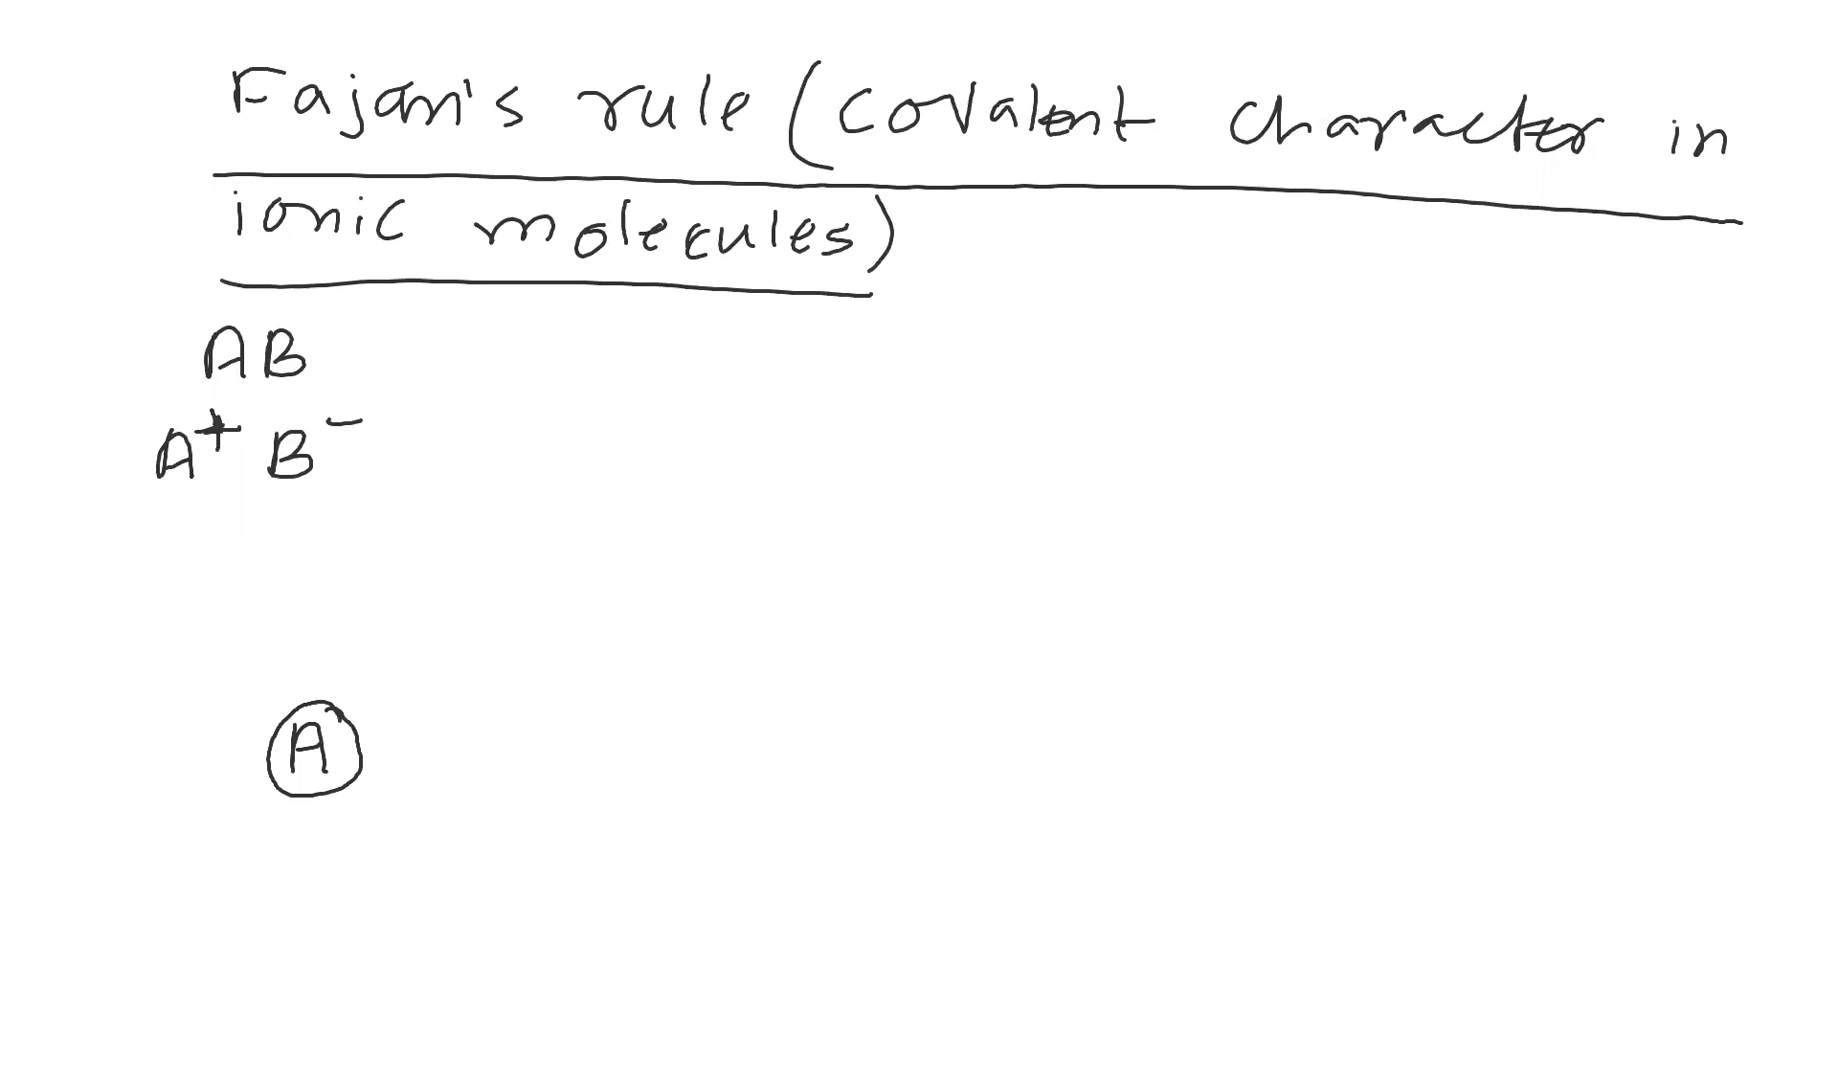 Fajan's rule (covalent character in
ionic molecules)
AB
A⁺ B⁻
A